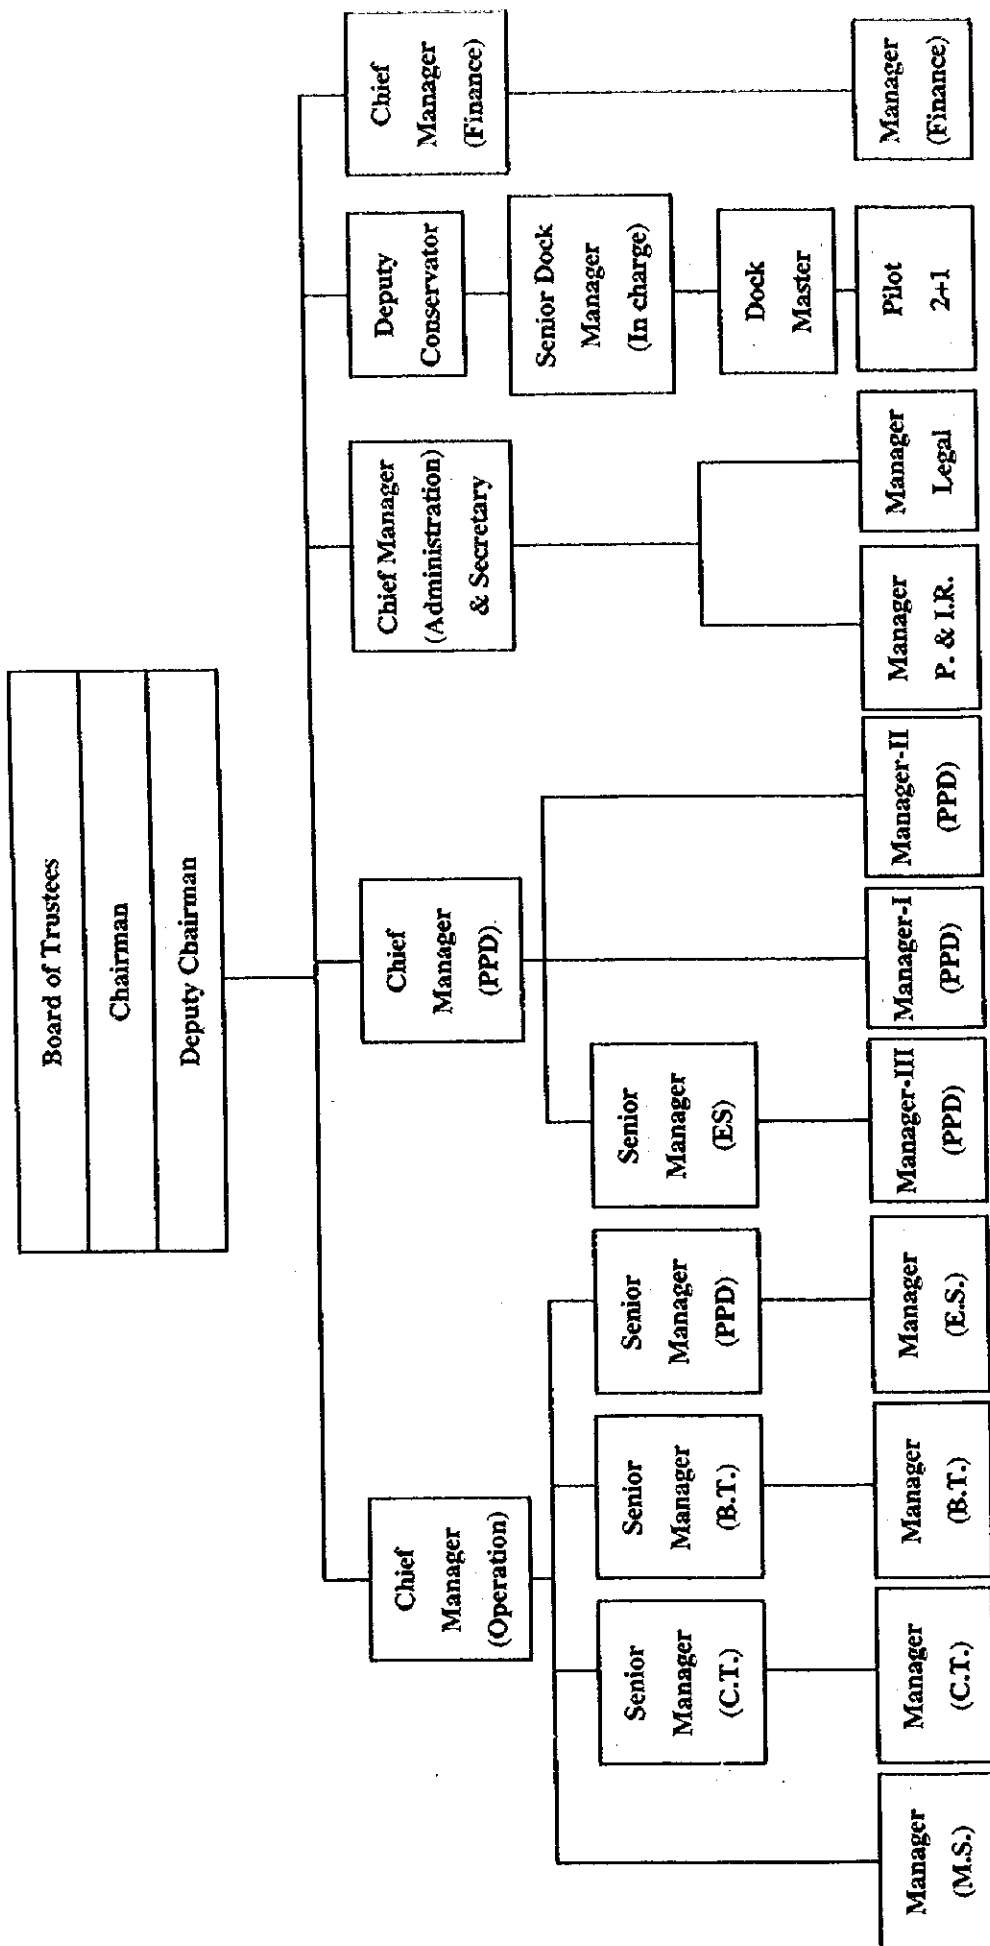 Board of Trustees
Chairman
Deputy Chairman
Chief
Manager
(Operation)
Chief
Manager
(PPD)
Chief Manager
(Administration)
& Secretary
Deputy
Conservator
Chief
Manager
(Finance)
Senior Dock
Manager
(In charge)
Senior
Manager
(C.T.)
Senior
Manager
(B.T.)
Senior
Manager
(PPD)
Senior
Manager
(ES)
Dock
Master
Manager
(M.S.)
Manager
(C.T.)
Manager
(B.T.)
Manager
(E.S.)
Manager-III
(PPD)
Manager-I
(PPD)
Manager-II
(PPD)
Manager
P. & I.R.
Manager
Legal
Pilot
2+1
Manager
(Finance)